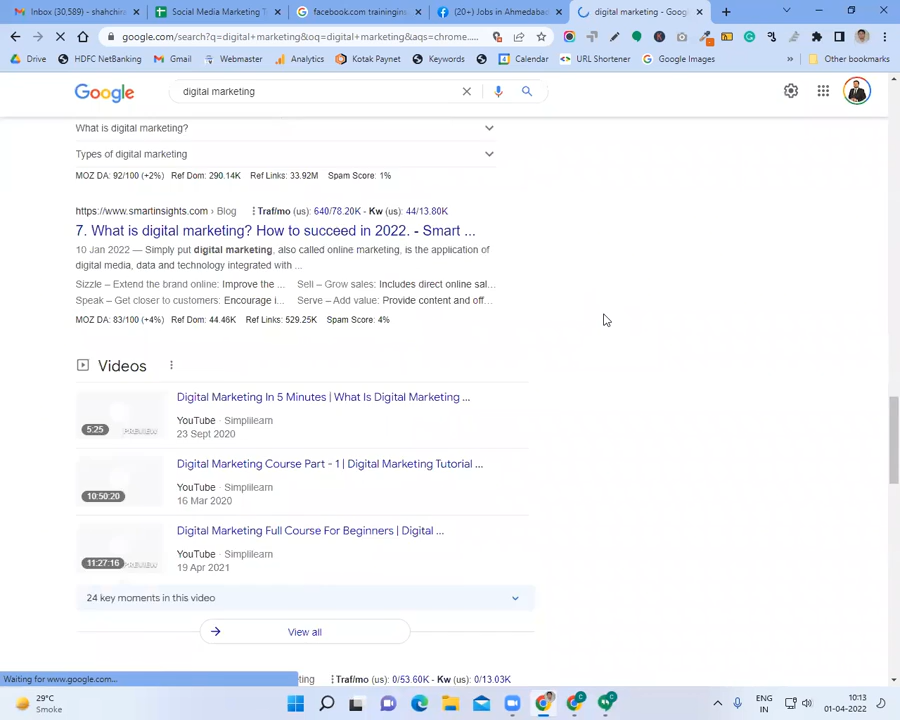 Inbox (30,589) - shahchin
Social Media Marketing T
facebook.com traininginst
(20+) Jobs in Ahmedabad
digital marketing - Goog
google.com/search?q=digital+marketing&oq=digital+marketing&aqs=chrome....
Drive
HDFC NetBanking
Gmail
Webmaster
Analytics
Kotak Paynet
Keywords
Calendar
URL Shortener
Google Images
»
Other bookmarks
Google
digital marketing
What is digital marketing?
Types of digital marketing
MOZ DA: 92/100 (+2%) Ref Dom: 290.14K Ref Links: 33.92M Spam Score: 1%
https://www.smartinsights.com › Blog Traf/mo (us): 640/78.20K - Kw (us): 44/13.80K
7. What is digital marketing? How to succeed in 2022. - Smart ...
10 Jan 2022 — Simply put digital marketing, also called online marketing, is the application of
digital media, data and technology integrated with ...
Sizzle – Extend the brand online: Improve the ... Sell – Grow sales: Includes direct online sal...
Speak – Get closer to customers: Encourage i... Serve – Add value: Provide content and off...
MOZ DA: 83/100 (+4%) Ref Dom: 44.46K Ref Links: 529.25K Spam Score: 4%
Videos
Digital Marketing In 5 Minutes | What Is Digital Marketing ...
YouTube · Simplilearn
5:25 PREVIEW
23 Sept 2020
Digital Marketing Course Part - 1 | Digital Marketing Tutorial ...
YouTube · Simplilearn
10:50:20
16 Mar 2020
Digital Marketing Full Course For Beginners | Digital ...
YouTube · Simplilearn
11:27:16 PREVIEW
19 Apr 2021
24 key moments in this video
View all
Waiting for www.google.com...
ting Traf/mo (us): 0/53.60K - Kw (us): 0/13.03K
29°C
Smoke
ENG
IN
10:13
01-04-2022